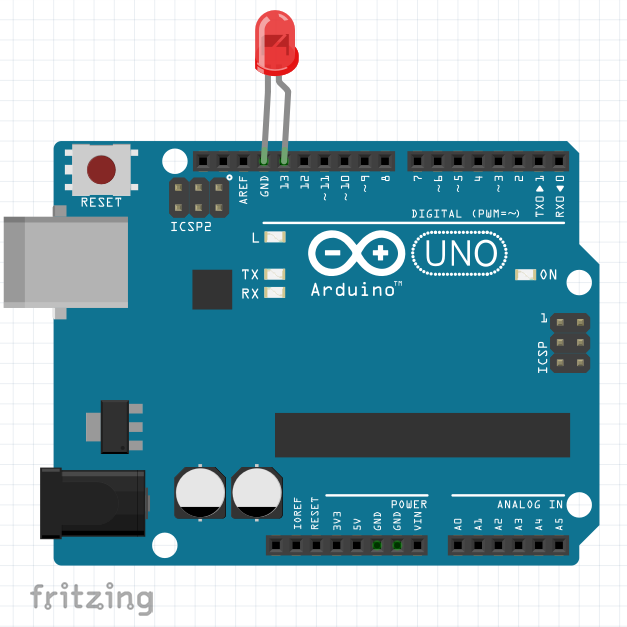 RESET
AREF
GND
13
12
~11
~10
~9
8
7
~6
~5
4
~3
2
TXO▶1
RXO◀0
ICSP2
DIGITAL (PWM=~)
L
TX
RX
UNO
Arduino™
ON
1
ICSP
POWER
ANALOG IN
IOREF
RESET
3V3
5V
GND
GND
VIN
A0
A1
A2
A3
A4
A5
fritzing